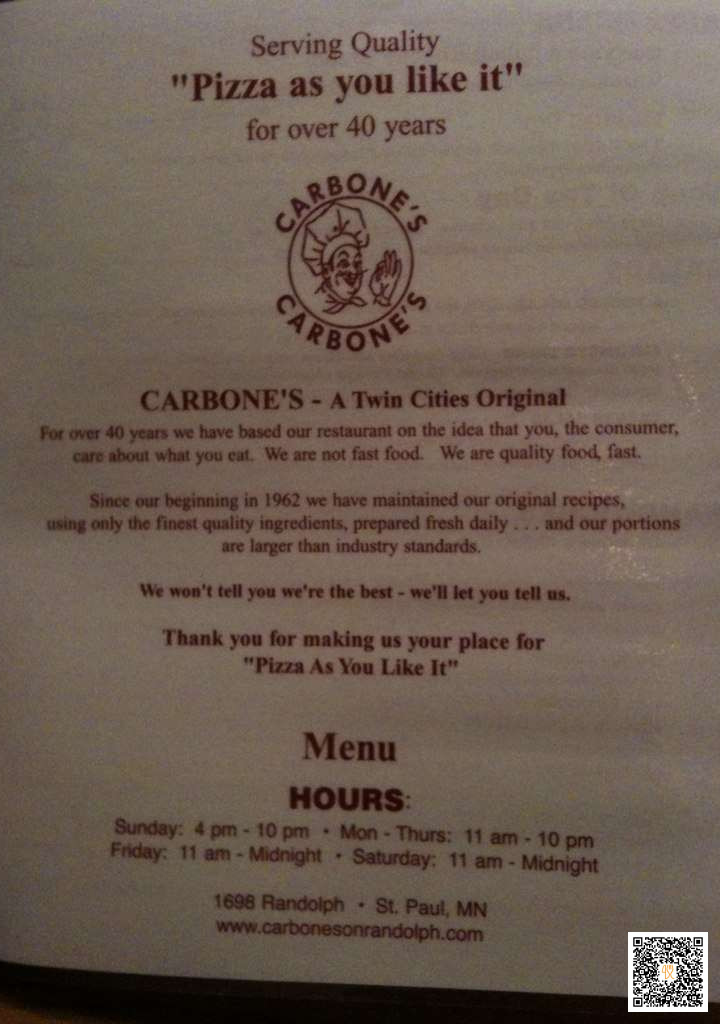 Serving Quality
"Pizza as you like it"
for over 40 years
CARBONE'S
CARBONE'S
CARBONE'S - A Twin Cities Original
For over 40 years we have based our restaurant on the idea that you, the consumer,
care about what you eat. We are not fast food. We are quality food, fast.
Since our beginning in 1962 we have maintained our original recipes,
using only the finest quality ingredients, prepared fresh daily . . . and our portions
are larger than industry standards.
We won't tell you we're the best - we'll let you tell us.
Thank you for making us your place for
"Pizza As You Like It"
Menu
HOURS:
Sunday: 4 pm - 10 pm • Mon - Thurs: 11 am - 10 pm
Friday: 11 am - Midnight • Saturday: 11 am - Midnight
1698 Randolph • St. Paul, MN
www.carbonesonrandolph.com